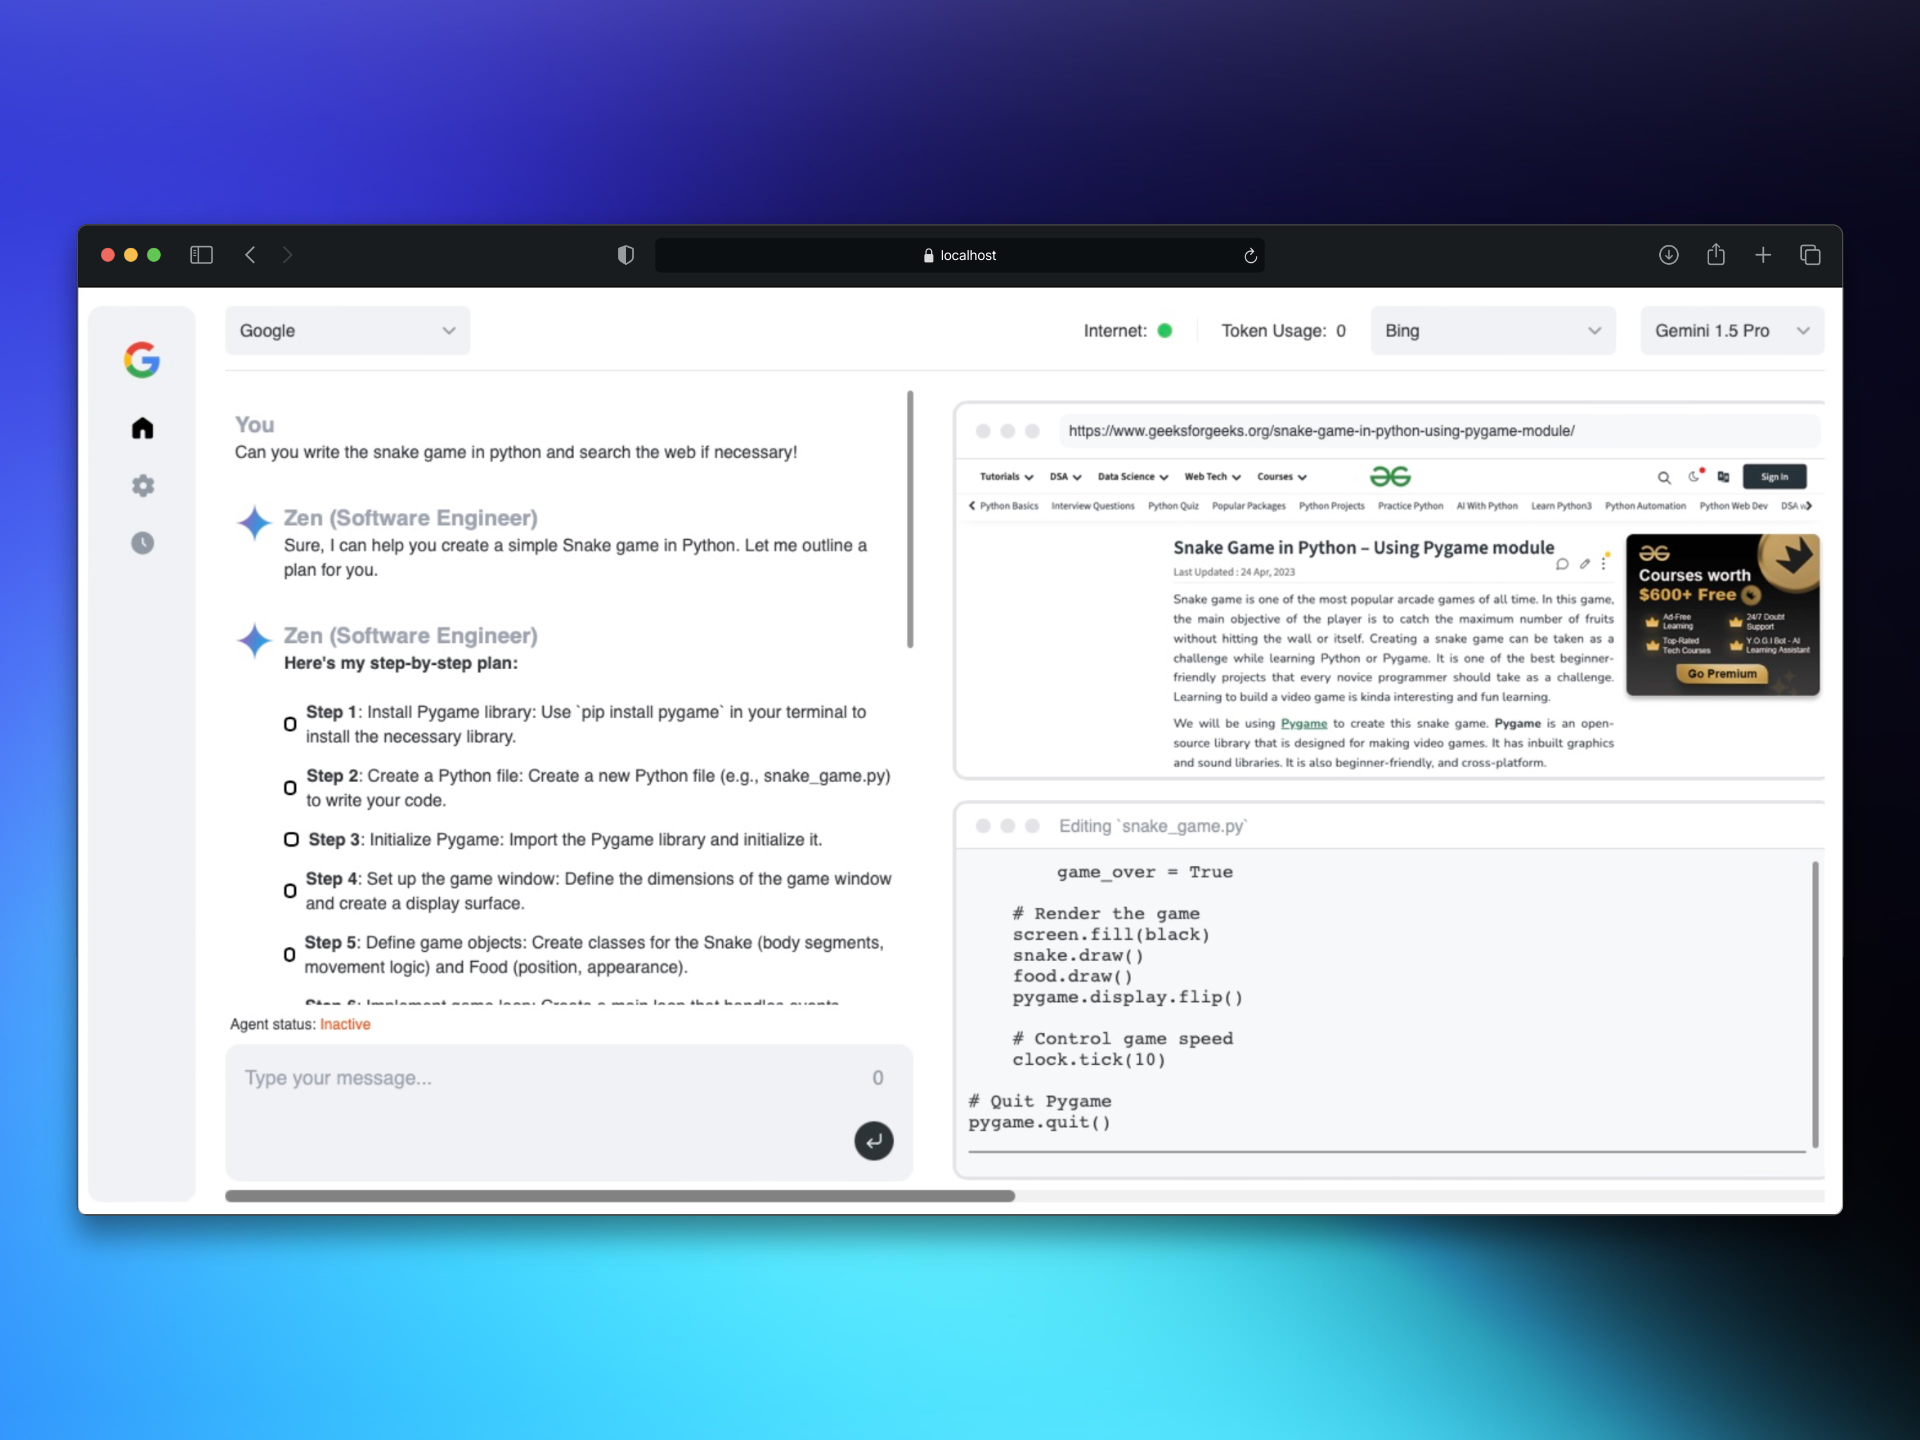 localhost
Google
Internet:
Token Usage: 0
Bing
Gemini 1.5 Pro
You
Can you write the snake game in python and search the web if necessary!
Zen (Software Engineer)
Sure, I can help you create a simple Snake game in Python. Let me outline a
plan for you.
Zen (Software Engineer)
Here's my step-by-step plan:
Step 1: Install Pygame library: Use `pip install pygame` in your terminal to
install the necessary library.
Step 2: Create a Python file: Create a new Python file (e.g., snake_game.py)
to write your code.
Step 3: Initialize Pygame: Import the Pygame library and initialize it.
Step 4: Set up the game window: Define the dimensions of the game window
and create a display surface.
Step 5: Define game objects: Create classes for the Snake (body segments,
movement logic) and Food (position, appearance).
Step 6: Implement game loop: Create a main loop that handles events,
Agent status: Inactive
Type your message...
0
https://www.geeksforgeeks.org/snake-game-in-python-using-pygame-module/
Tutorials DSA Data Science Web Tech Courses
Sign In
Python Basics Interview Questions Python Quiz Popular Packages Python Projects Practice Python AI With Python Learn Python3 Python Automation Python Web Dev DSA
Snake Game in Python – Using Pygame module
Last Updated : 24 Apr, 2023
Snake game is one of the most popular arcade games of all time. In this game,
the main objective of the player is to catch the maximum number of fruits
without hitting the wall or itself. Creating a snake game can be taken as a
challenge while learning Python or Pygame. It is one of the best beginner-
friendly projects that every novice programmer should take as a challenge.
Learning to build a video game is kinda interesting and fun learning.
We will be using Pygame to create this snake game. Pygame is an open-
source library that is designed for making video games. It has inbuilt graphics
and sound libraries. It is also beginner-friendly, and cross-platform.
Courses worth
$600+ Free
Ad-Free
Learning
24/7 Doubt
Support
Top-Rated
Tech Courses
Y.O.G.I Bot - AI
Learning Assistant
Go Premium
Editing `snake_game.py`
game_over = True
# Render the game
screen.fill(black)
snake.draw()
food.draw()
pygame.display.flip()
# Control game speed
clock.tick(10)
# Quit Pygame
pygame.quit()